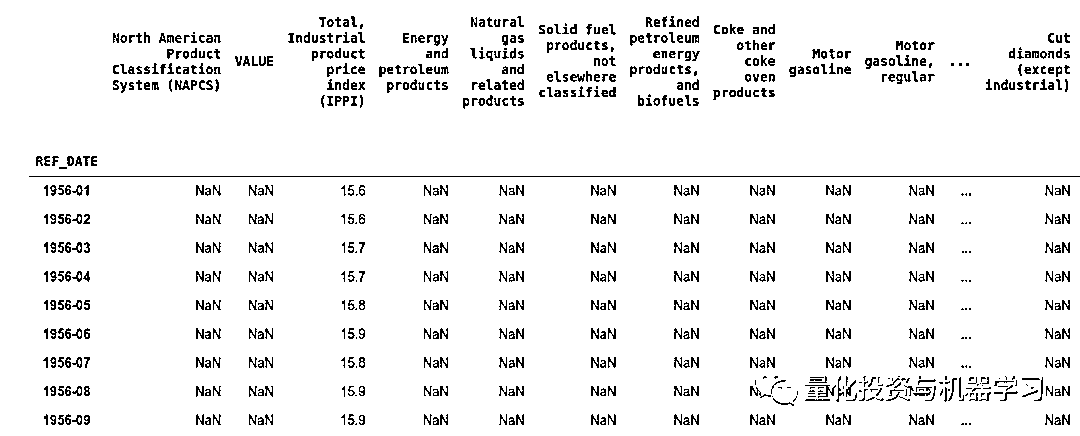 North American Product Classification System (NAPCS) VALUE Total, Industrial product price index (IPPI) Energy and petroleum products Natural gas liquids and related products Solid fuel products, not elsewhere classified Refined petroleum energy products, and biofuels Coke and other coke oven products Motor gasoline Motor gasoline, regular ... Cut diamonds (except industrial)
REF_DATE
1956-01 NaN NaN 15.6 NaN NaN NaN NaN NaN NaN NaN ... NaN
1956-02 NaN NaN 15.6 NaN NaN NaN NaN NaN NaN NaN ... NaN
1956-03 NaN NaN 15.7 NaN NaN NaN NaN NaN NaN NaN ... NaN
1956-04 NaN NaN 15.7 NaN NaN NaN NaN NaN NaN NaN ... NaN
1956-05 NaN NaN 15.8 NaN NaN NaN NaN NaN NaN NaN ... NaN
1956-06 NaN NaN 15.9 NaN NaN NaN NaN NaN NaN NaN ... NaN
1956-07 NaN NaN 15.8 NaN NaN NaN NaN NaN NaN NaN ... NaN
1956-08 NaN NaN 15.9 NaN NaN NaN NaN NaN NaN NaN ... NaN
量化投资与机器学习
1956-09 NaN NaN 15.9 NaN NaN NaN NaN NaN NaN NaN ... NaN